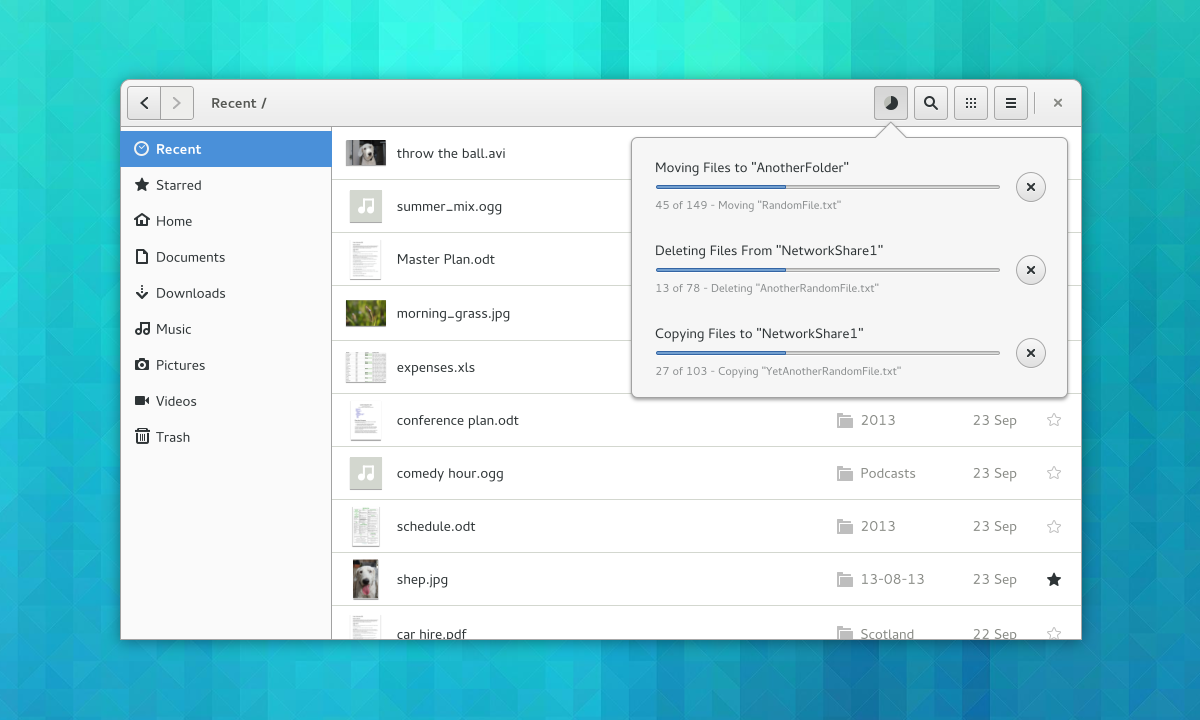 Recent /
Recent
Starred
Home
Documents
Downloads
Music
Pictures
Videos
Trash
throw the ball.avi
summer_mix.ogg
Master Plan.odt
morning_grass.jpg
expenses.xls
conference plan.odt 2013 23 Sep
comedy hour.ogg Podcasts 23 Sep
schedule.odt 2013 23 Sep
shep.jpg 13-08-13 23 Sep
car hire.pdf Scotland 22 Sep
Moving Files to "AnotherFolder"
45 of 149 - Moving "RandomFile.txt"
Deleting Files From "NetworkShare1"
13 of 78 - Deleting "AnotherRandomFile.txt"
Copying Files to "NetworkShare1"
27 of 103 - Copying "YetAnotherRandomFile.txt"